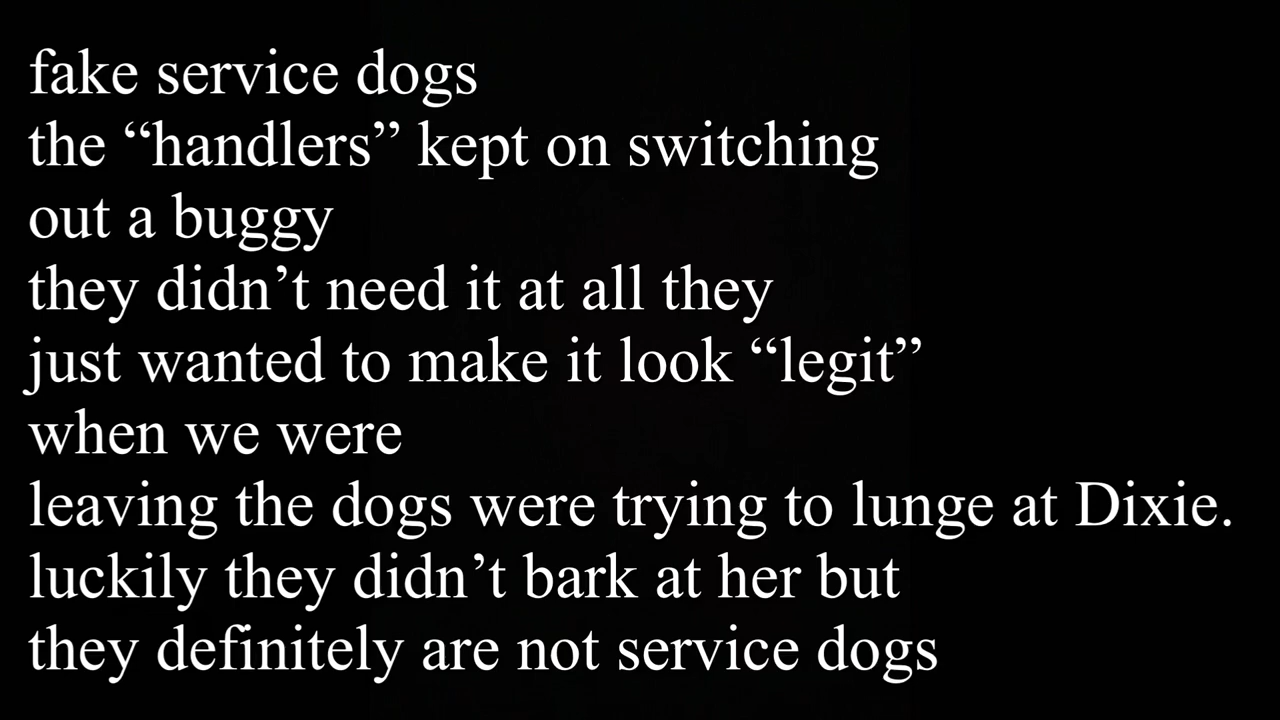 fake service dogs
the “handlers” kept on switching
out a buggy
they didn’t need it at all they
just wanted to make it look “legit”
when we were
leaving the dogs were trying to lunge at Dixie.
luckily they didn’t bark at her but
they definitely are not service dogs